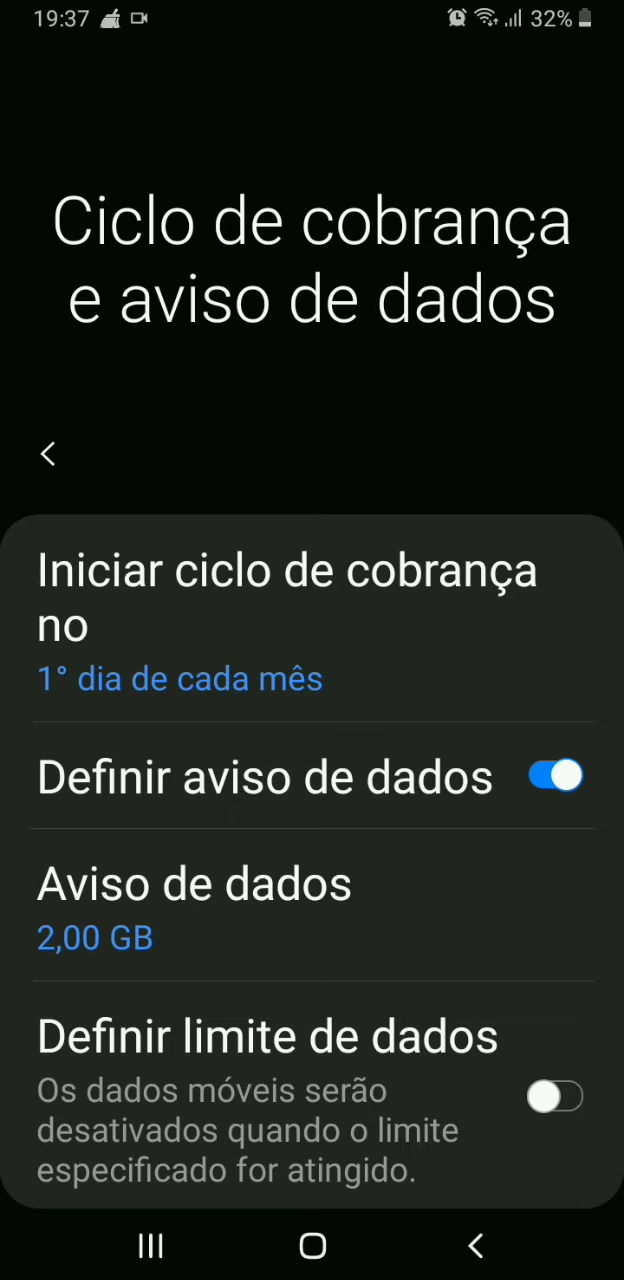 19:37 32%
Ciclo de cobrança
e aviso de dados
Iniciar ciclo de cobrança
no
1° dia de cada mês
Definir aviso de dados
Aviso de dados
2,00 GB
Definir limite de dados
Os dados móveis serão
desativados quando o limite
especificado for atingido.